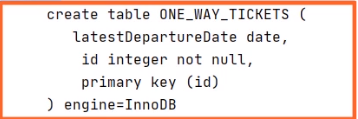 create table ONE_WAY_TICKETS (
latestDepartureDate date,
id integer not null,
primary key (id)
) engine=InnoDB